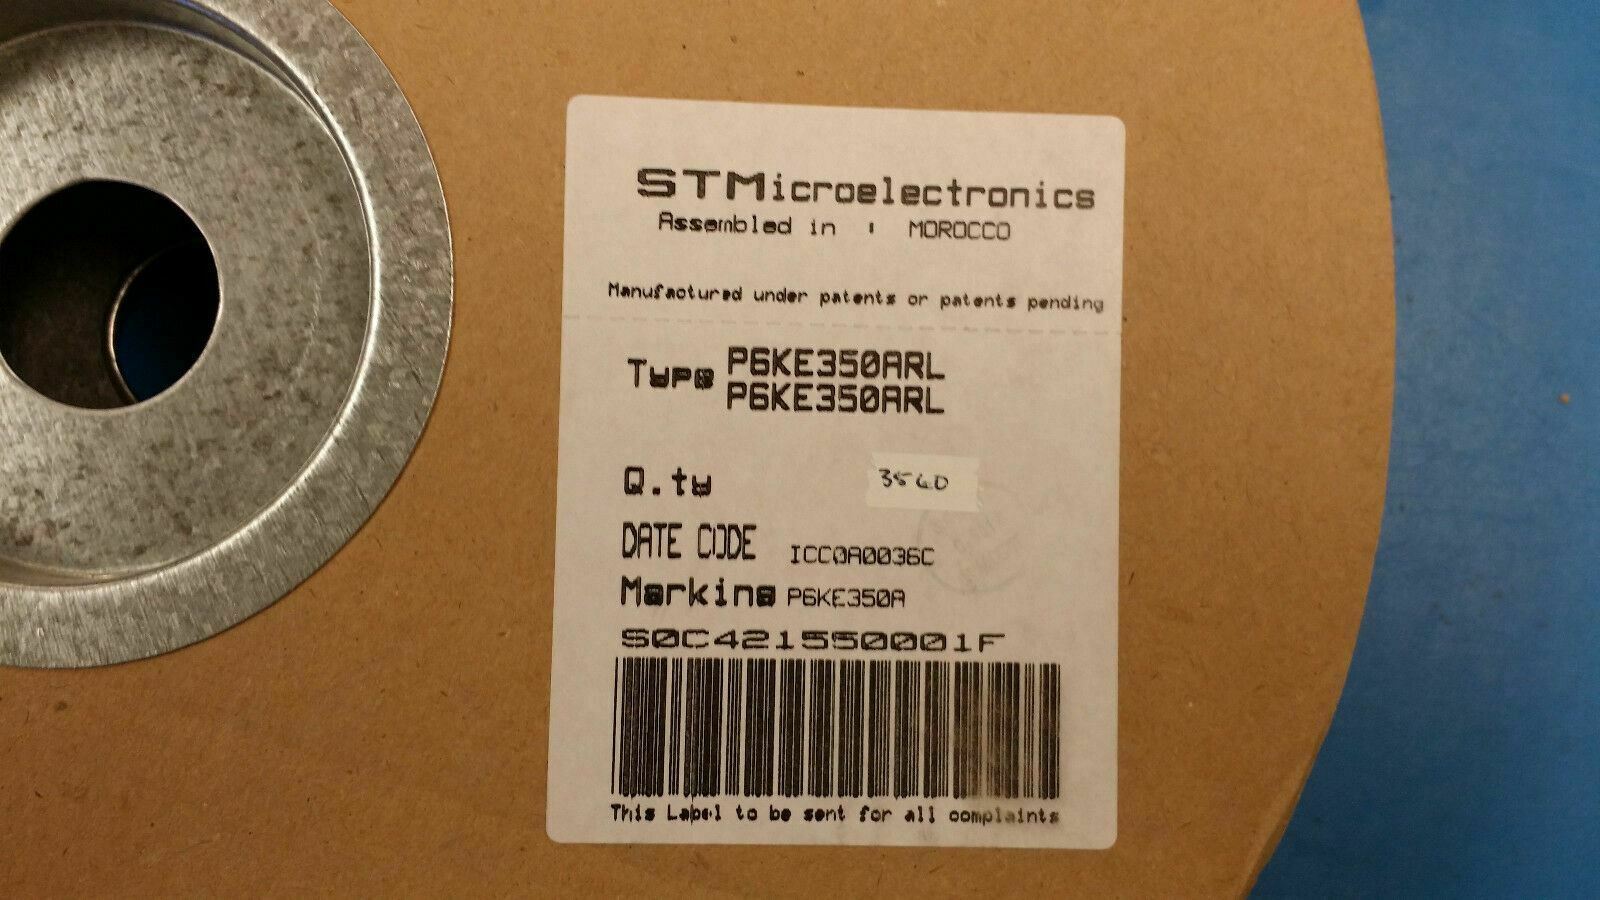 STMicroelectronics
Assembled in : MOROCCO
Manufactured under patents or patents pending
Type P6KE350ARL
P6KE350ARL
Q.ty 3560
DATE CODE ICC0A0036C
Marking P6KE350A
S0C421550001F
This Label to be sent for all complaints